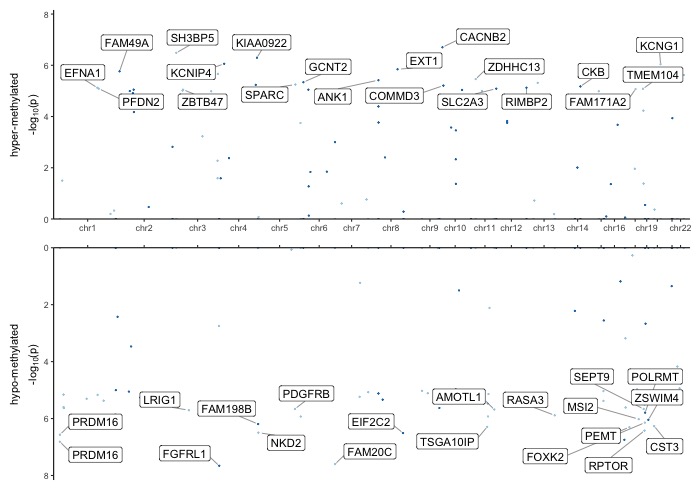 hyper-methylated
-log10(p)
8
6
4
2
0
SH3BP5
FAM49A
KIAA0922
CACNB2
KCNG1
EFNA1
KCNIP4
GCNT2
EXT1
ZDHHC13
CKB
TMEM104
PFDN2
ZBTB47
SPARC
ANK1
COMMD3
SLC2A3
RIMBP2
FAM171A2
chr1
chr2
chr3
chr4
chr5
chr6
chr7
chr8
chr9
chr10
chr11
chr12
chr13
chr14
chr16
chr19
chr22
hypo-methylated
-log10(p)
0
2
4
6
8
SEPT9
POLRMT
LRIG1
FAM198B
PDGFRB
AMOTL1
RASA3
MSI2
ZSWIM4
PRDM16
EIF2C2
PEMT
NKD2
TSGA10IP
CST3
PRDM16
FGFRL1
FAM20C
FOXK2
RPTOR